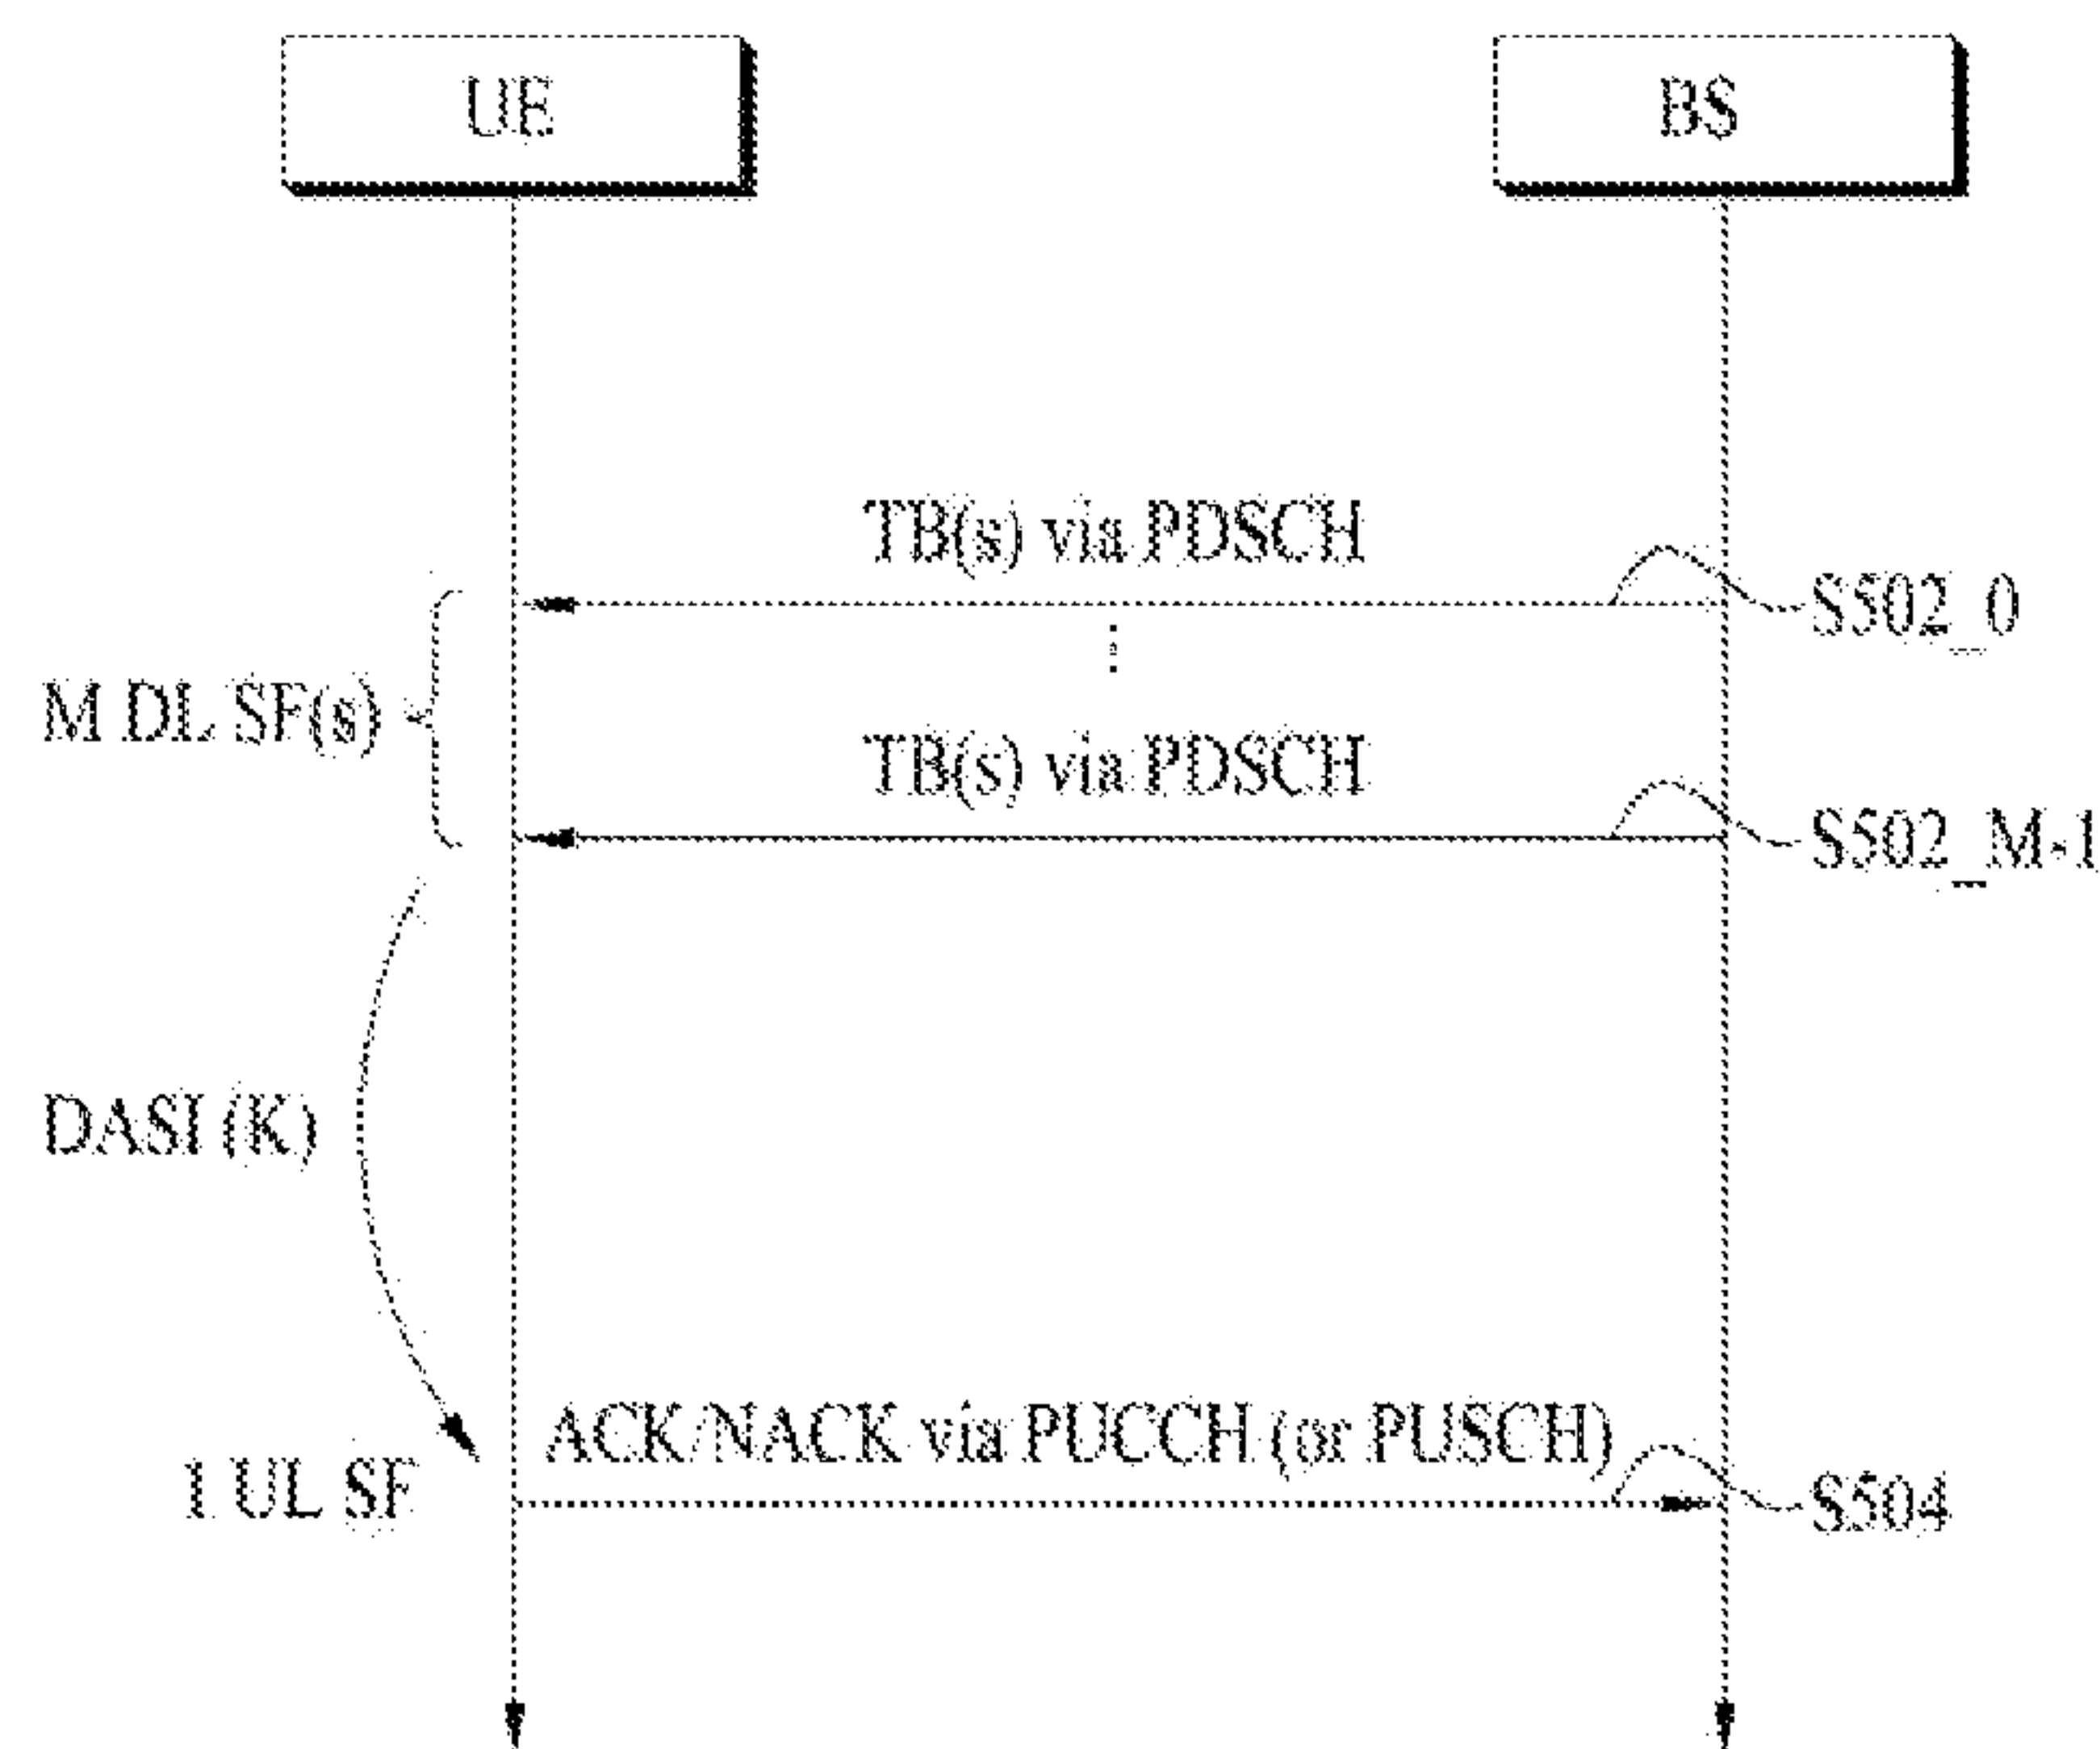 UE
BS
TB(s) via PDSCH
S502_0
M DL SF(s)
TB(s) via PDSCH
S502_M-1
DASI (K)
ACK/NACK via PUCCH (or PUSCH)
1 UL SF
S504